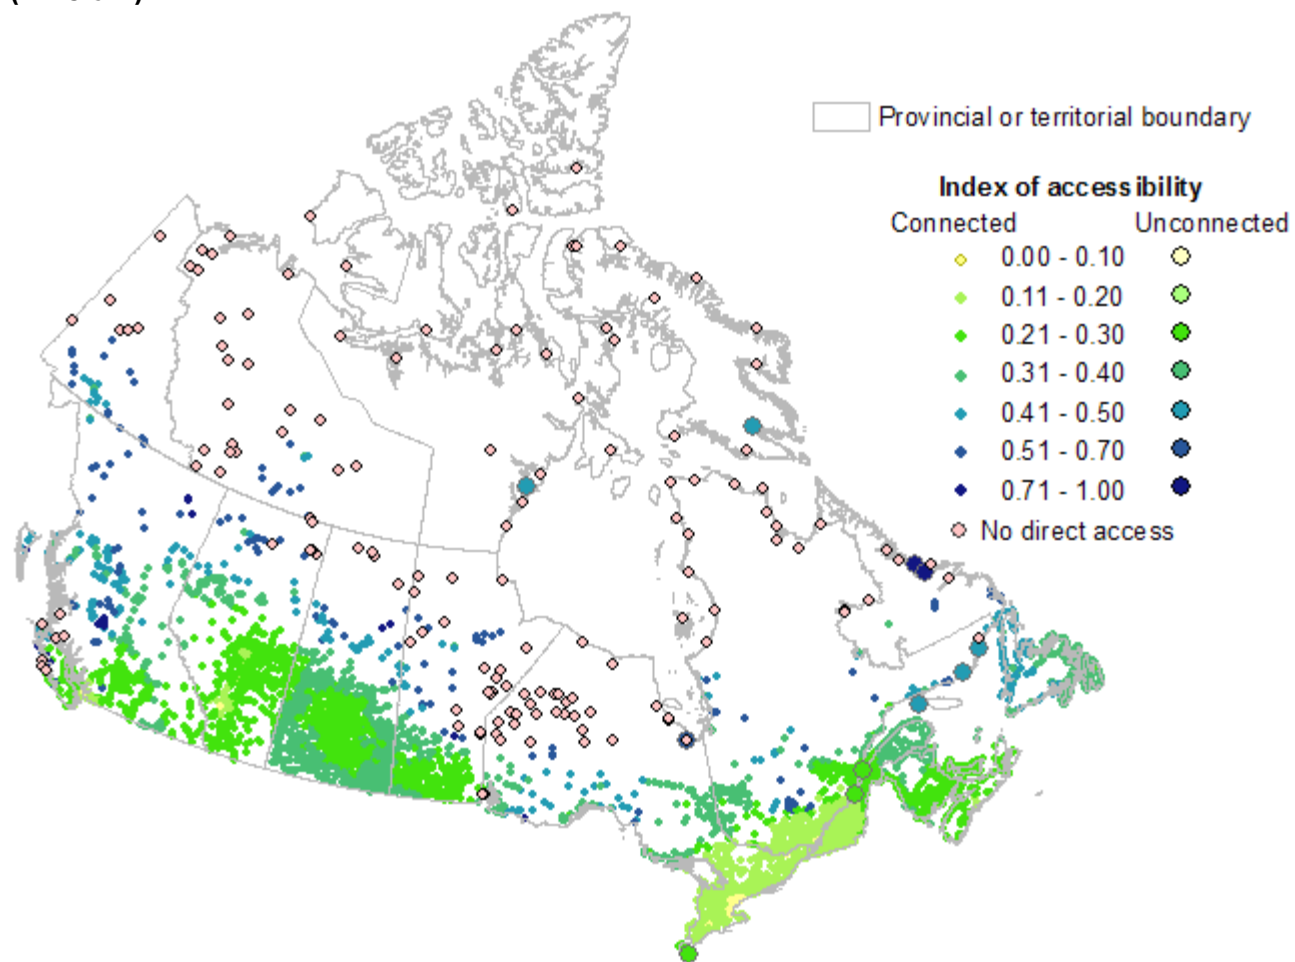 Provincial or territorial boundary
Index of accessibility
Connected Unconnected
0.00 - 0.10
0.11 - 0.20
0.21 - 0.30
0.31 - 0.40
0.41 - 0.50
0.51 - 0.70
0.71 - 1.00
No direct access